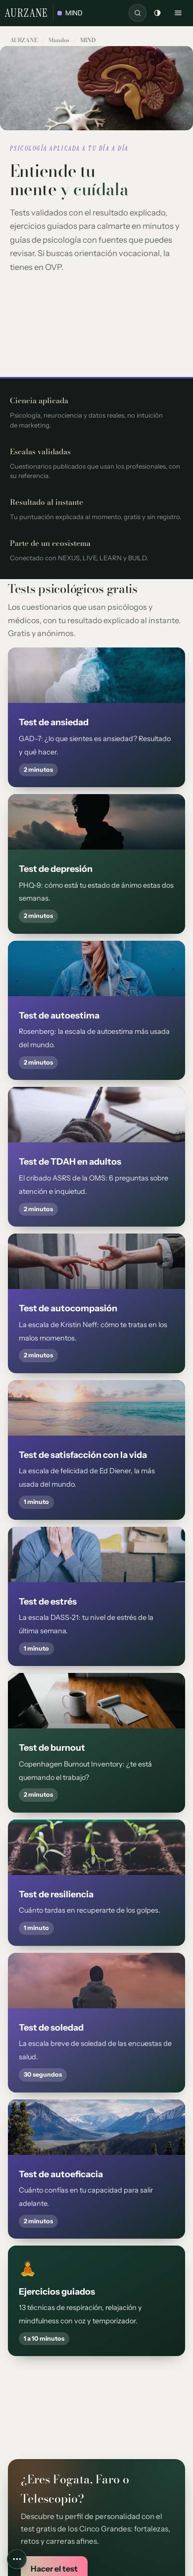 AURZANE MIND
AURZANE Mundos MIND
PSICOLOGÍA APLICADA A TU DÍA A DÍA
Entiende tu
mente y cuídala
Tests validados con el resultado explicado,
ejercicios guiados para calmarte en minutos y
guías de psicología con fuentes que puedes
revisar. Si buscas orientación vocacional, la
tienes en OVP.
Ciencia aplicada
Psicología, neurociencia y datos reales, no intuición
de marketing.
Escalas validadas
Cuestionarios publicados que usan los profesionales, con
su referencia.
Resultado al instante
Tu puntuación explicada al momento, gratis y sin registro.
Parte de un ecosistema
Conectado con NEXUS, LIVE, LEARN y BUILD.
Tests psicológicos gratis
Los cuestionarios que usan psicólogos y
médicos, con tu resultado explicado al instante.
Gratis y anónimos.
Test de ansiedad
GAD-7: ¿lo que sientes es ansiedad? Resultado
y qué hacer.
2 minutos
Test de depresión
PHQ-9: cómo está tu estado de ánimo estas dos
semanas.
2 minutos
Test de autoestima
Rosenberg: la escala de autoestima más usada
del mundo.
2 minutos
Test de TDAH en adultos
El cribado ASRS de la OMS: 6 preguntas sobre
atención e inquietud.
2 minutos
Test de autocompasión
La escala de Kristin Neff: cómo te tratas en los
malos momentos.
2 minutos
Test de satisfacción con la vida
La escala de felicidad de Ed Diener, la más
usada del mundo.
1 minuto
Test de estrés
La escala DASS-21: tu nivel de estrés de la
última semana.
1 minuto
Test de burnout
Copenhagen Burnout Inventory: ¿te está
quemando el trabajo?
2 minutos
Test de resiliencia
Cuánto tardas en recuperarte de los golpes.
1 minuto
Test de soledad
La escala breve de soledad de las encuestas de
salud.
30 segundos
Test de autoeficacia
Cuánto confías en tu capacidad para salir
adelante.
2 minutos
Ejercicios guiados
13 técnicas de respiración, relajación y
mindfulness con voz y temporizador.
1 a 10 minutos
¿Eres Fogata, Faro o
Telescopio?
Descubre tu perfil de personalidad con el
test gratis de los Cinco Grandes: fortalezas,
retos y carreras afines.
Hacer el test